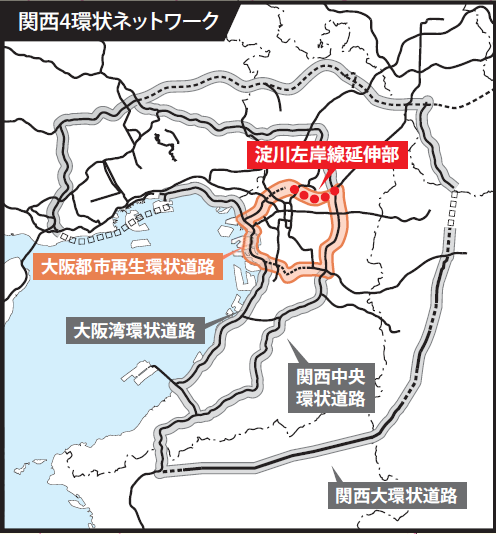 関西4環状ネットワーク
淀川左岸線延伸部
大阪都市再生環状道路
大阪湾環状道路
関西中央
環状道路
関西大環状道路